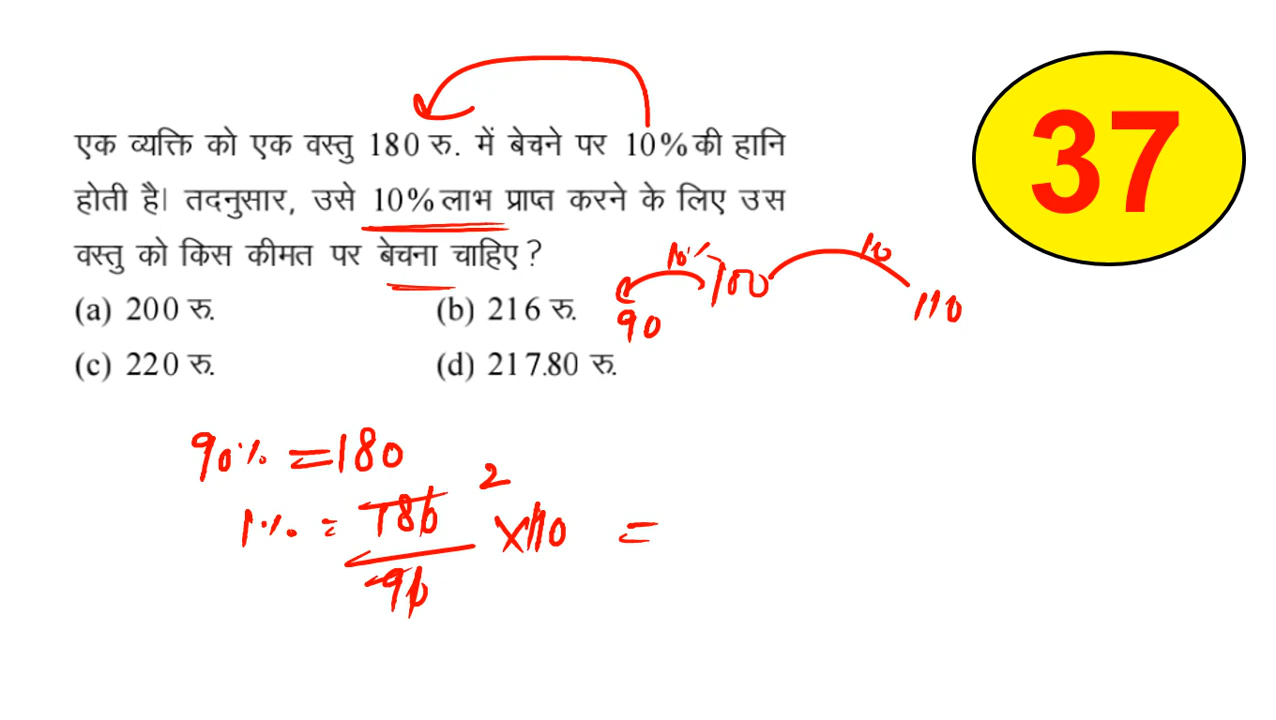 37
एक व्यक्ति को एक वस्तु 180 रु. में बेचने पर 10% की हानि
होती है। तदनुसार, उसे 10% लाभ प्राप्त करने के लिए उस
वस्तु को किस कीमत पर बेचना चाहिए ?
(a) 200 रु. (b) 216 रु.
(c) 220 रु. (d) 217.80 रु.
10% 100 10
90 110
90% = 180
2
1% = 180/90 × 110 =